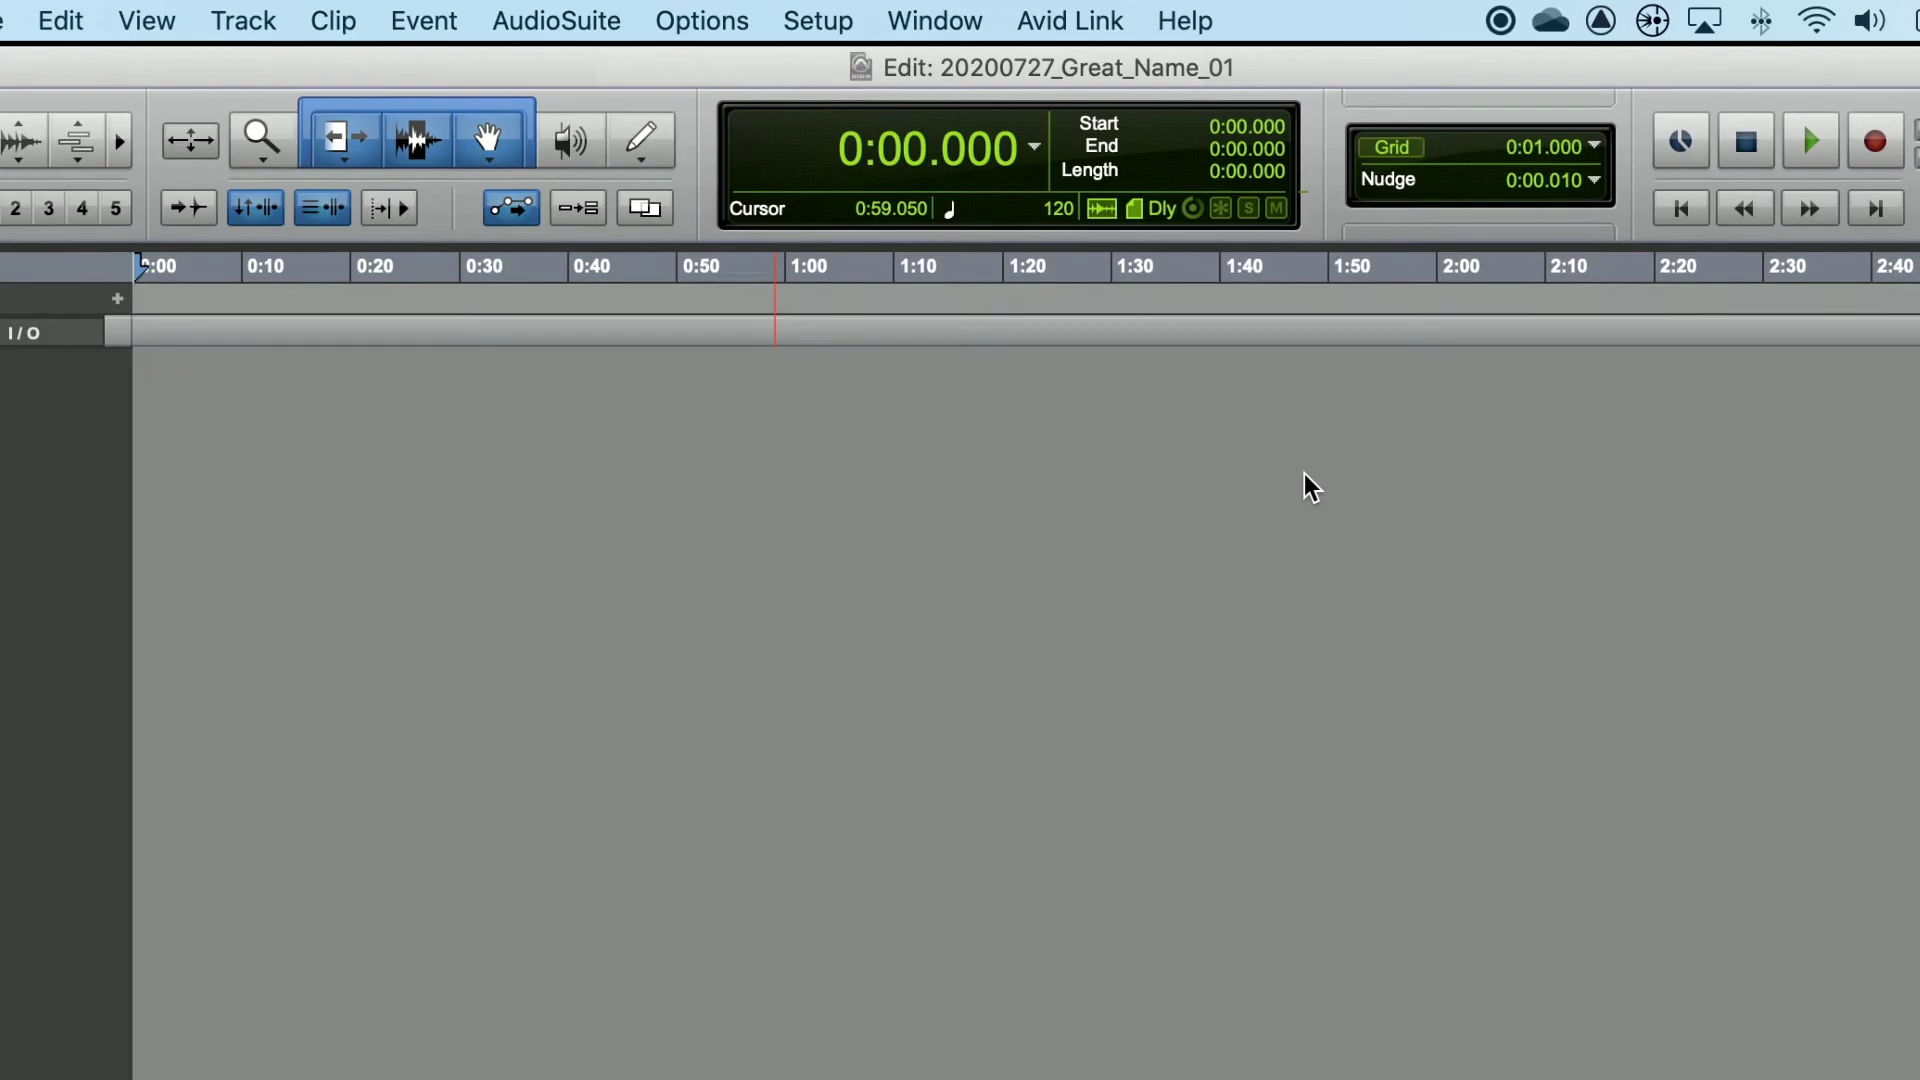 Edit View Track Clip Event AudioSuite Options Setup Window Avid Link Help
Edit: 20200727_Great_Name_01
0:00.000
Start 0:00.000
End 0:00.000
Length 0:00.000
Cursor 0:59.050 120 Dly S M
Grid 0:01.000
Nudge 0:00.010
2 3 4 5
0:10 0:20 0:30 0:40 0:50 1:00 1:10 1:20 1:30 1:40 1:50 2:00 2:10 2:20 2:30 2:40
I/O